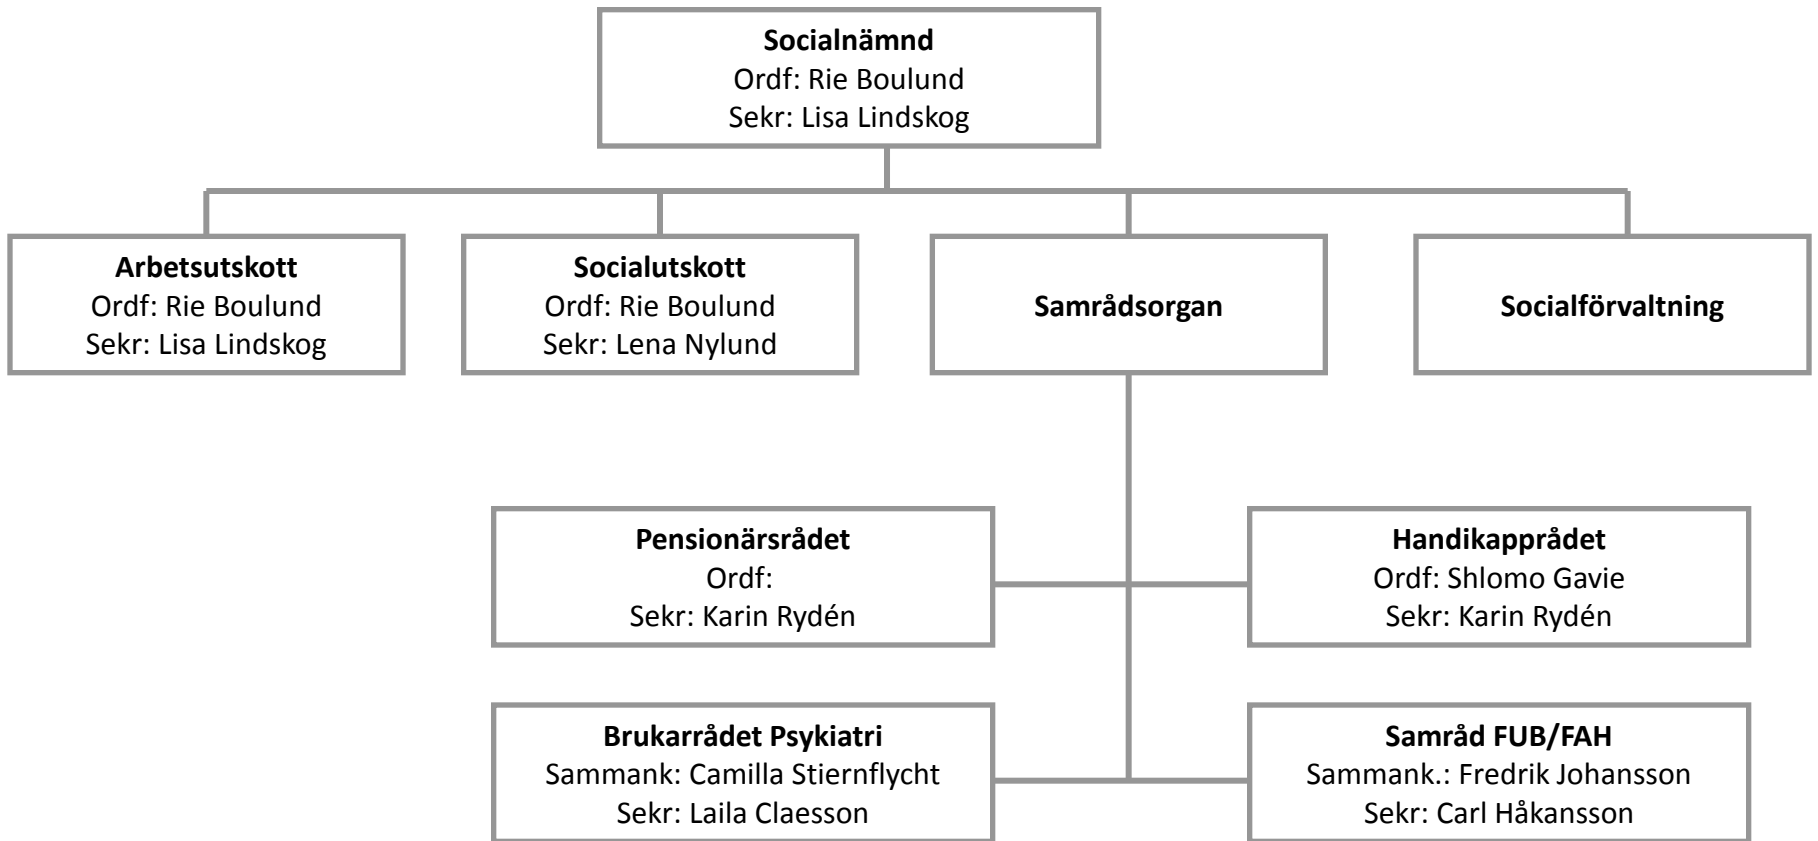 Socialnämnd
Ordf: Rie Boulund
Sekr: Lisa Lindskog
Arbetsutskott
Ordf: Rie Boulund
Sekr: Lisa Lindskog
Socialutskott
Ordf: Rie Boulund
Sekr: Lena Nylund
Samrådsorgan
Socialförvaltning
Pensionärsrådet
Ordf:
Sekr: Karin Rydén
Handikapprådet
Ordf: Shlomo Gavie
Sekr: Karin Rydén
Brukarrådet Psykiatri
Sammank: Camilla Stiernflycht
Sekr: Laila Claesson
Samråd FUB/FAH
Sammank.: Fredrik Johansson
Sekr: Carl Håkansson